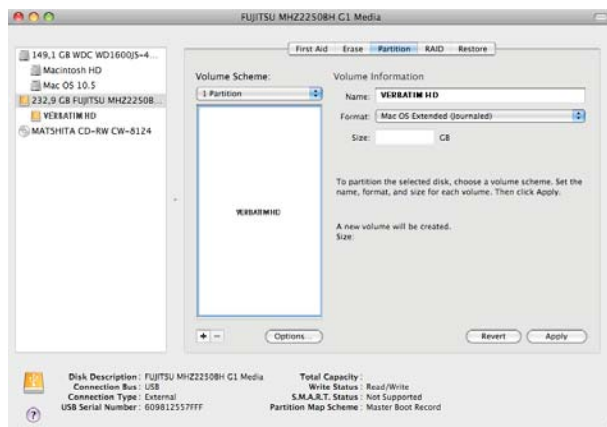 FUJITSU MHZ2250BH G1 Media
149,1 GB WDC WD1600JS-4...
Macintosh HD
Mac OS 10.5
232,9 GB FUJITSU MHZ2250B...
VERBATIM HD
MATSHITA CD-RW CW-8124
First Aid Erase Partition RAID Restore
Volume Scheme:
1 Partition
VERBATIM HD
+ − Options...
Volume Information
Name: VERBATIM HD
Format: Mac OS Extended (Journaled)
Size: GB
To partition the selected disk, choose a volume scheme. Set the
name, format, and size for each volume. Then click Apply.
A new volume will be created.
Size:
Revert Apply
Disk Description : FUJITSU MHZ2250BH G1 Media
Connection Bus : USB
Connection Type : External
USB Serial Number : 609812557FFF
Total Capacity :
Write Status : Read/Write
S.M.A.R.T. Status : Not Supported
Partition Map Scheme : Master Boot Record
?